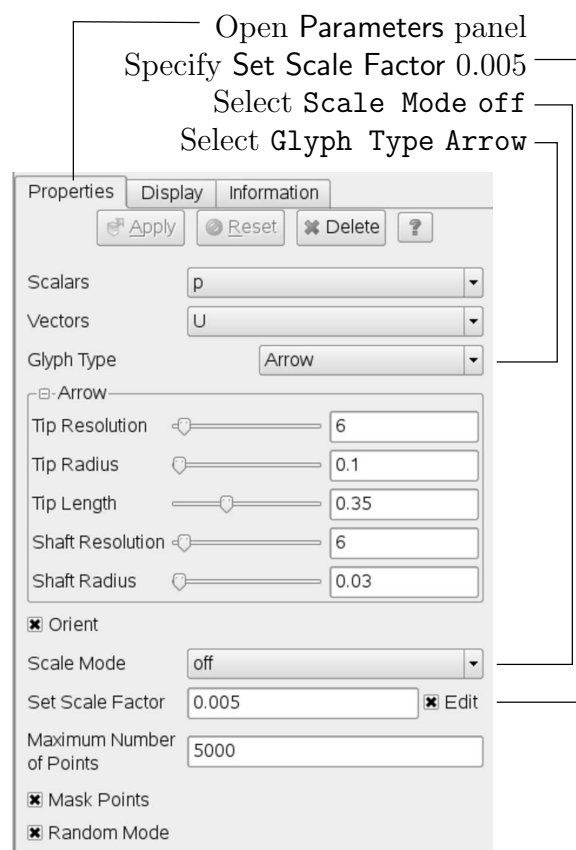 Open Parameters panel
Specify Set Scale Factor 0.005
Select Scale Mode off
Select Glyph Type Arrow
Properties Display Information
Apply Reset Delete ?
Scalars p
Vectors U
Glyph Type Arrow
Arrow
Tip Resolution 6
Tip Radius 0.1
Tip Length 0.35
Shaft Resolution 6
Shaft Radius 0.03
Orient
Scale Mode off
Set Scale Factor 0.005 Edit
Maximum Number
of Points 5000
Mask Points
Random Mode